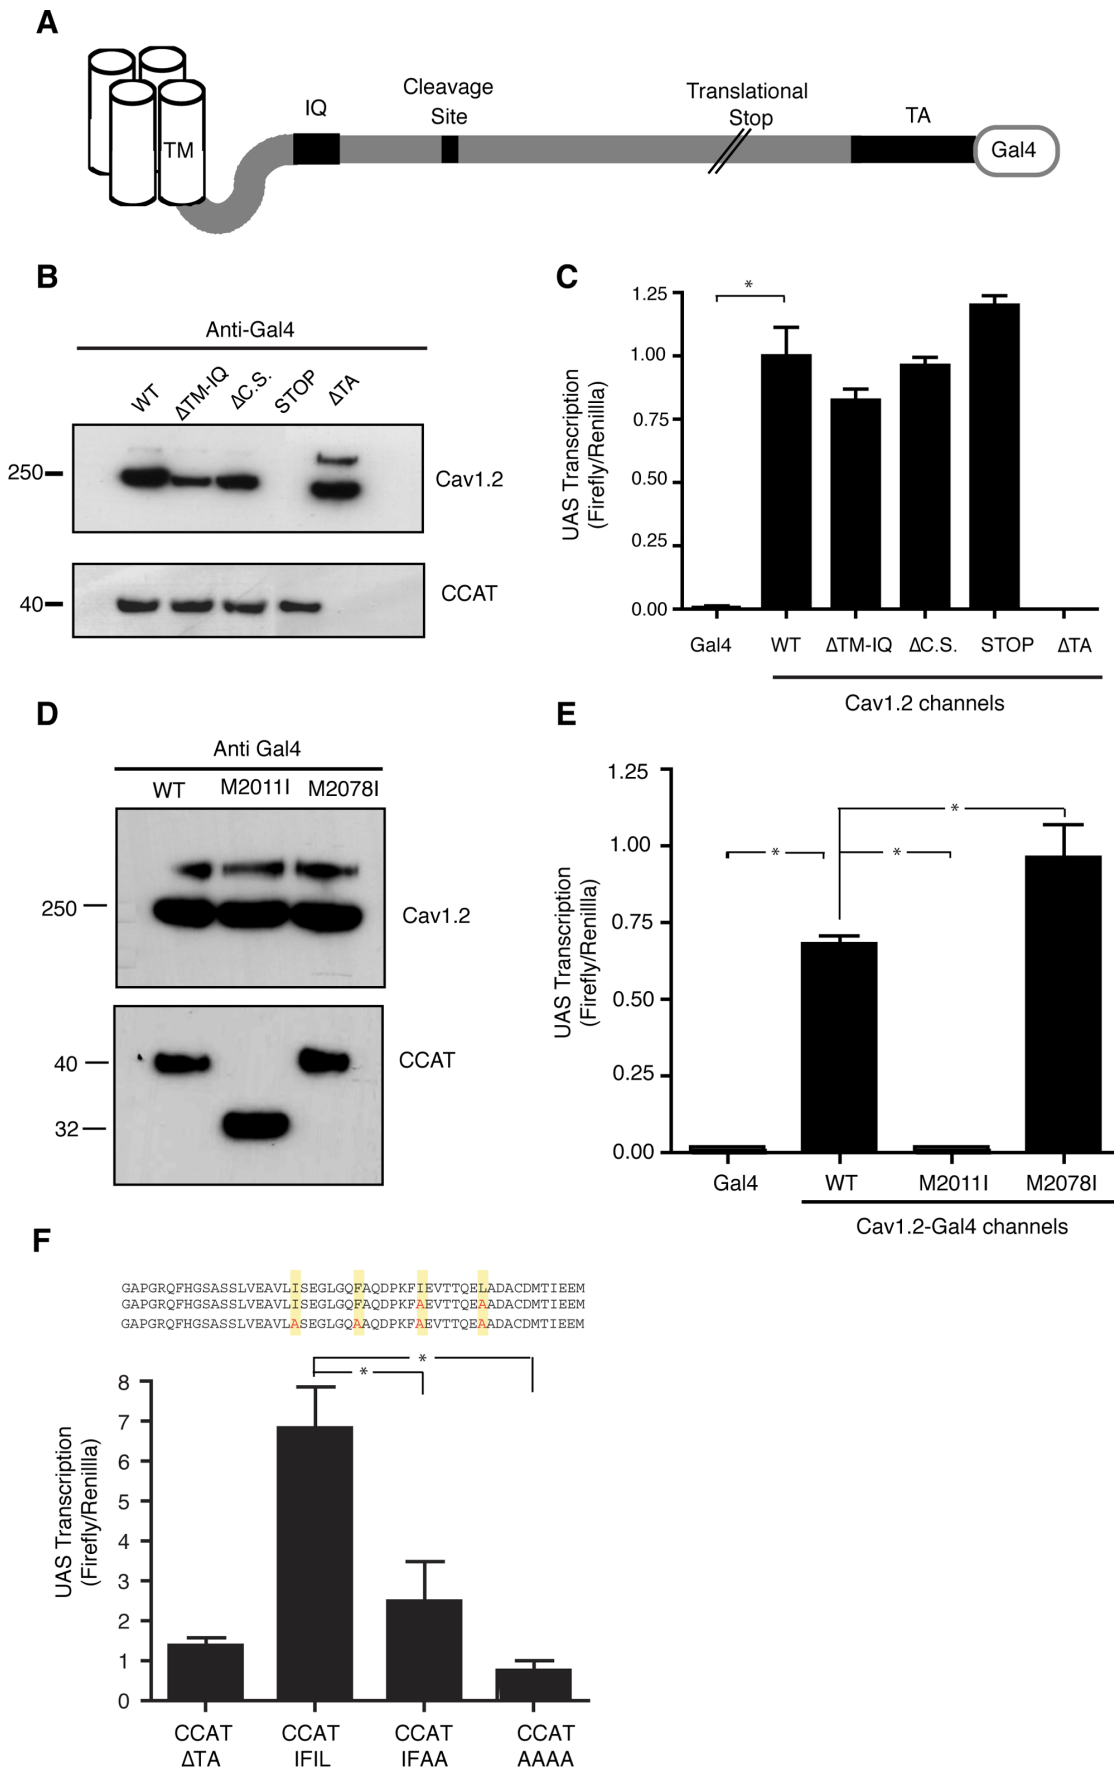 A
TM
IQ
Cleavage
Site
Translational
Stop
TA
Gal4
B
Anti-Gal4
WT
ΔTM-IQ
ΔC.S.
STOP
ΔTA
250
Cav1.2
40
CCAT
C
UAS Transcription
(Firefly/Renillla)
1.25
1.00
0.75
0.50
0.25
0.00
*
Gal4 WT ΔTM-IQ ΔC.S. STOP ΔTA
Cav1.2 channels
D
Anti Gal4
WT M2011I M2078I
250
Cav1.2
40
CCAT
32
E
UAS Transcription
(Firefly/Renillla)
1.25
1.00
0.75
0.50
0.25
0.00
*
* *
Gal4 WT M2011I M2078I
Cav1.2-Gal4 channels
F
GAPGRQFHGSASSLVEAVLISEGLGQFAQDPKFIEVTTQELADACDMTIEEM
GAPGRQFHGSASSLVEAVLISEGLGQFAQDPKFAEVTTQEAADACDMTIEEM
GAPGRQFHGSASSLVEAVLASEGLGQAAQDPKFAEVTTQEAADACDMTIEEM
UAS Transcription
(Firefly/Renillla)
8
7
6
5
4
3
2
1
0
*
*
CCAT CCAT CCAT CCAT
ΔTA IFIL IFAA AAAA